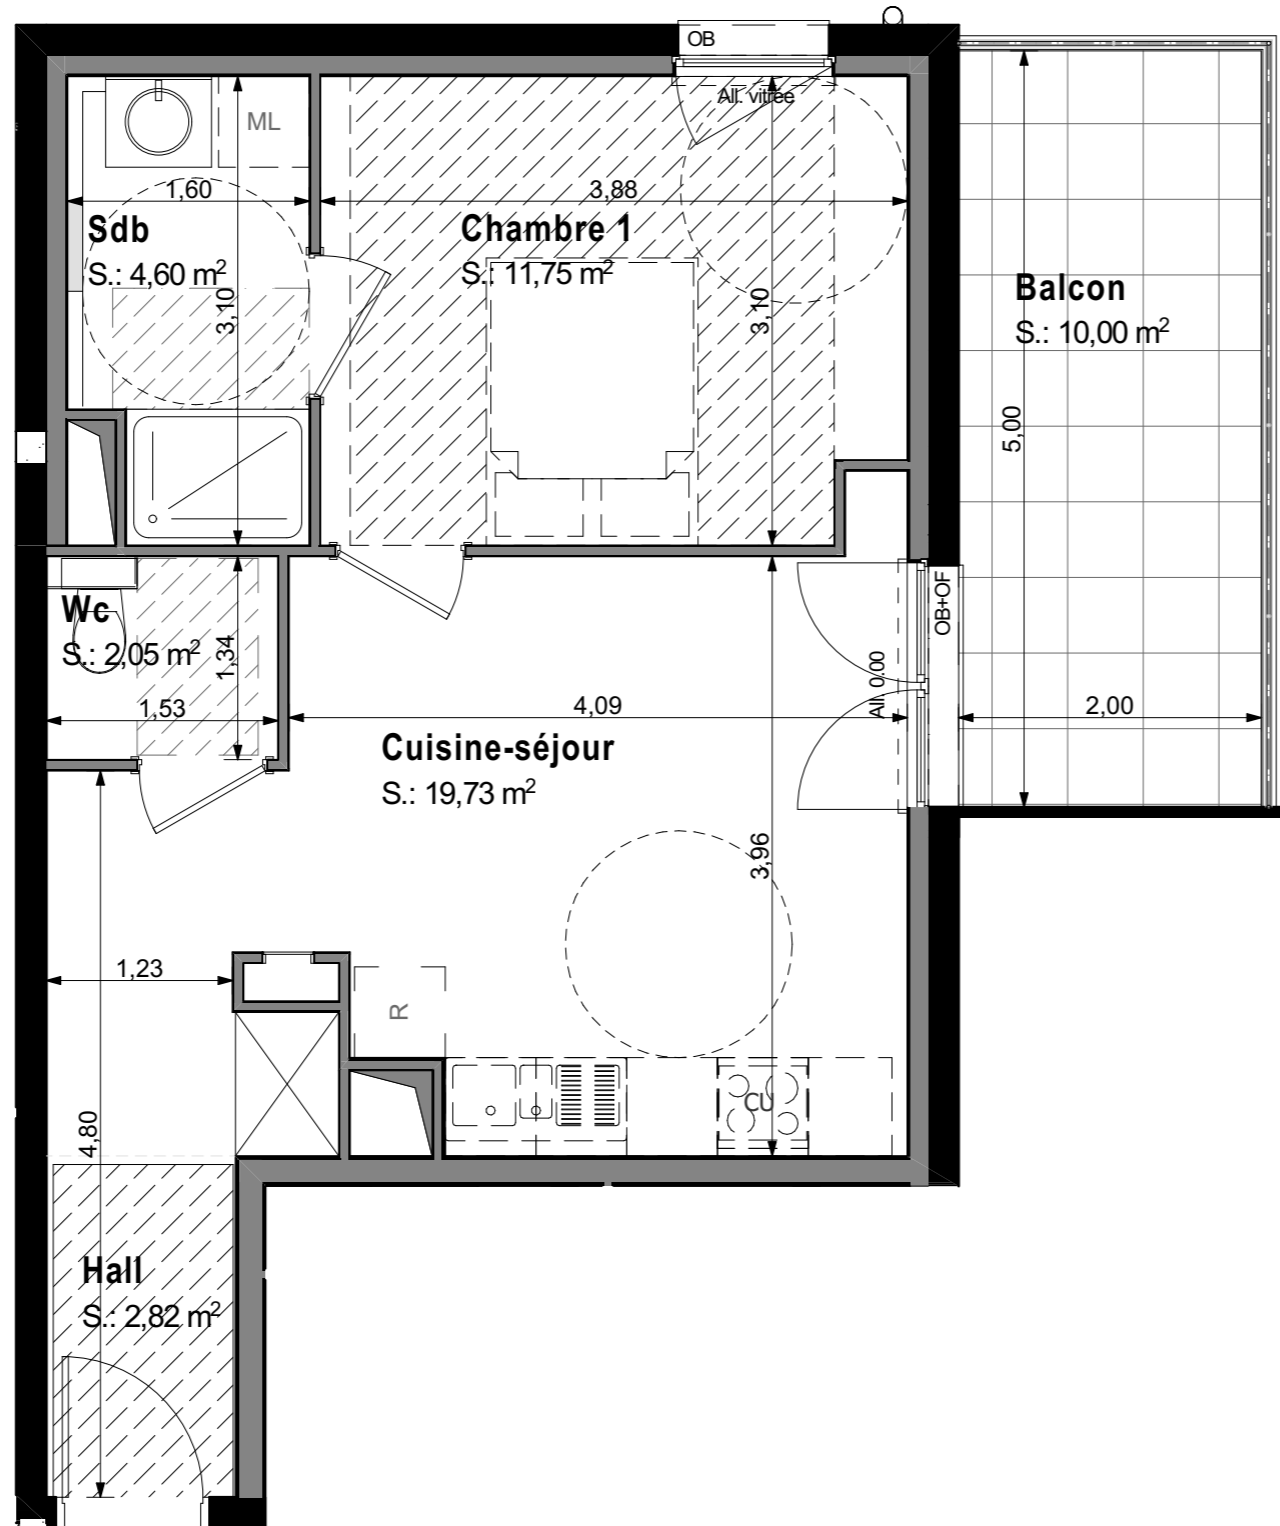 OB
All. vitrée
ML
1,60
3,88
Sdb
S.: 4,60 m²
Chambre 1
S.: 11,75 m²
3,10
3,10
Balcon
S.: 10,00 m²
5,00
OB+OF
Wc
S.: 2,05 m²
1,34
1,53
4,09
All. 0.00
2,00
Cuisine-séjour
S.: 19,73 m²
3,96
1,23
R
CU
4,80
Hall
S.: 2,82 m²